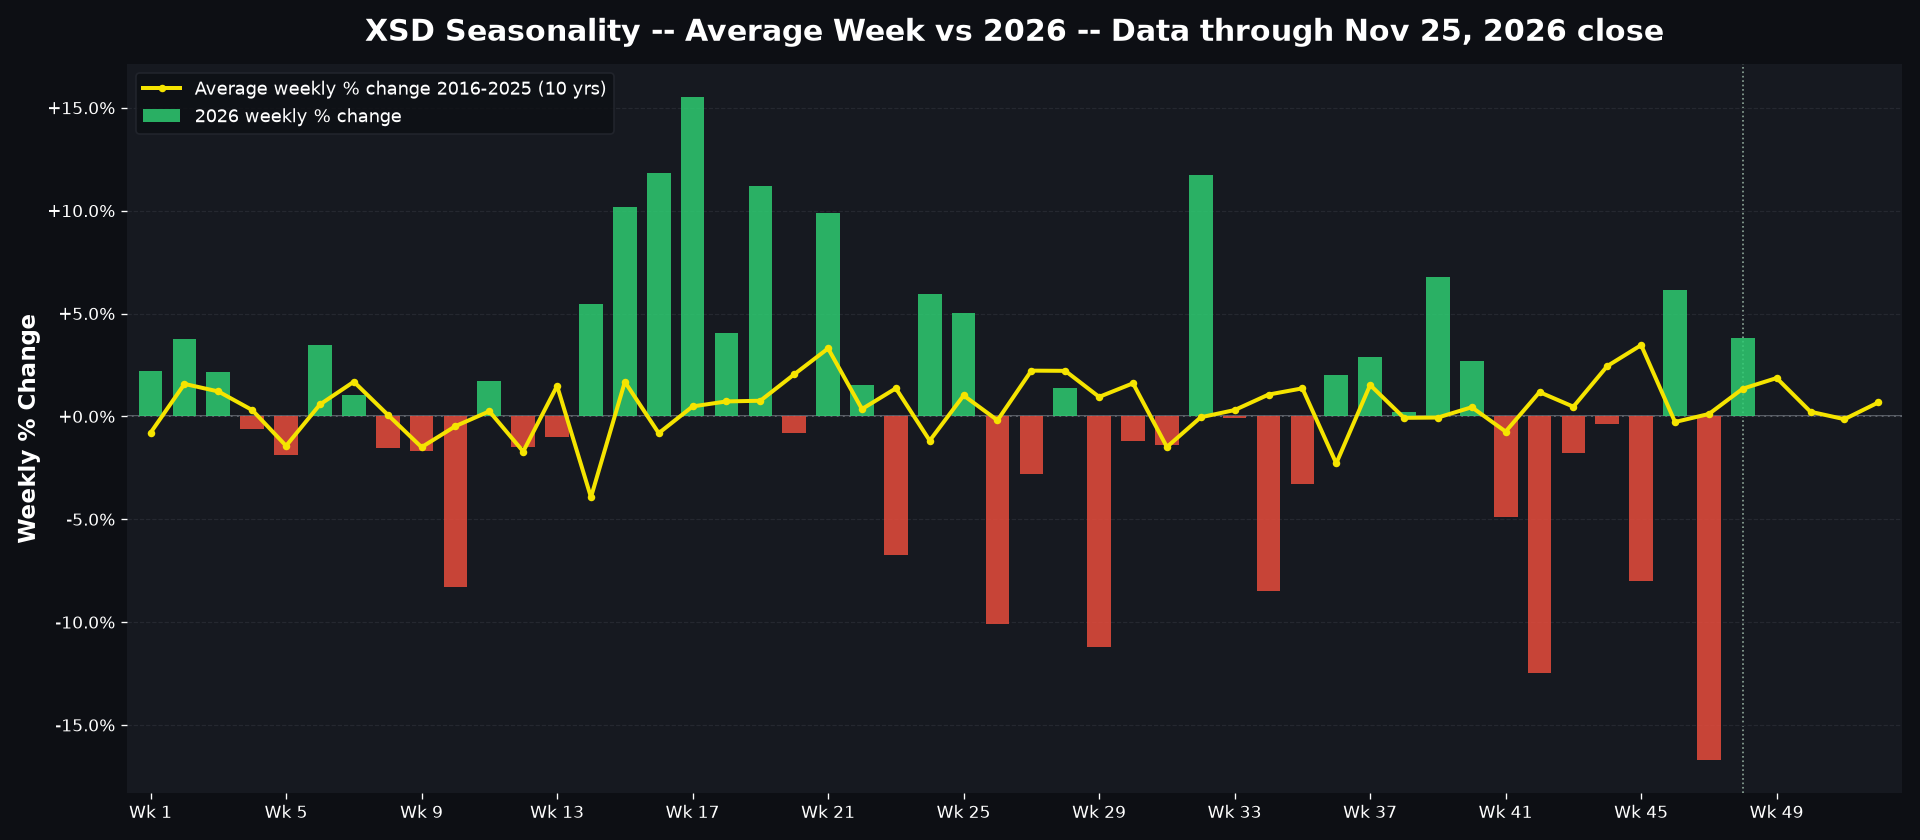 XSD Seasonality -- Average Week vs 2026 -- Data through Nov 25, 2026 close
Average weekly % change 2016-2025 (10 yrs)
2026 weekly % change
Weekly % Change
+15.0%
+10.0%
+5.0%
+0.0%
-5.0%
-10.0%
-15.0%
Wk 1 Wk 5 Wk 9 Wk 13 Wk 17 Wk 21 Wk 25 Wk 29 Wk 33 Wk 37 Wk 41 Wk 45 Wk 49